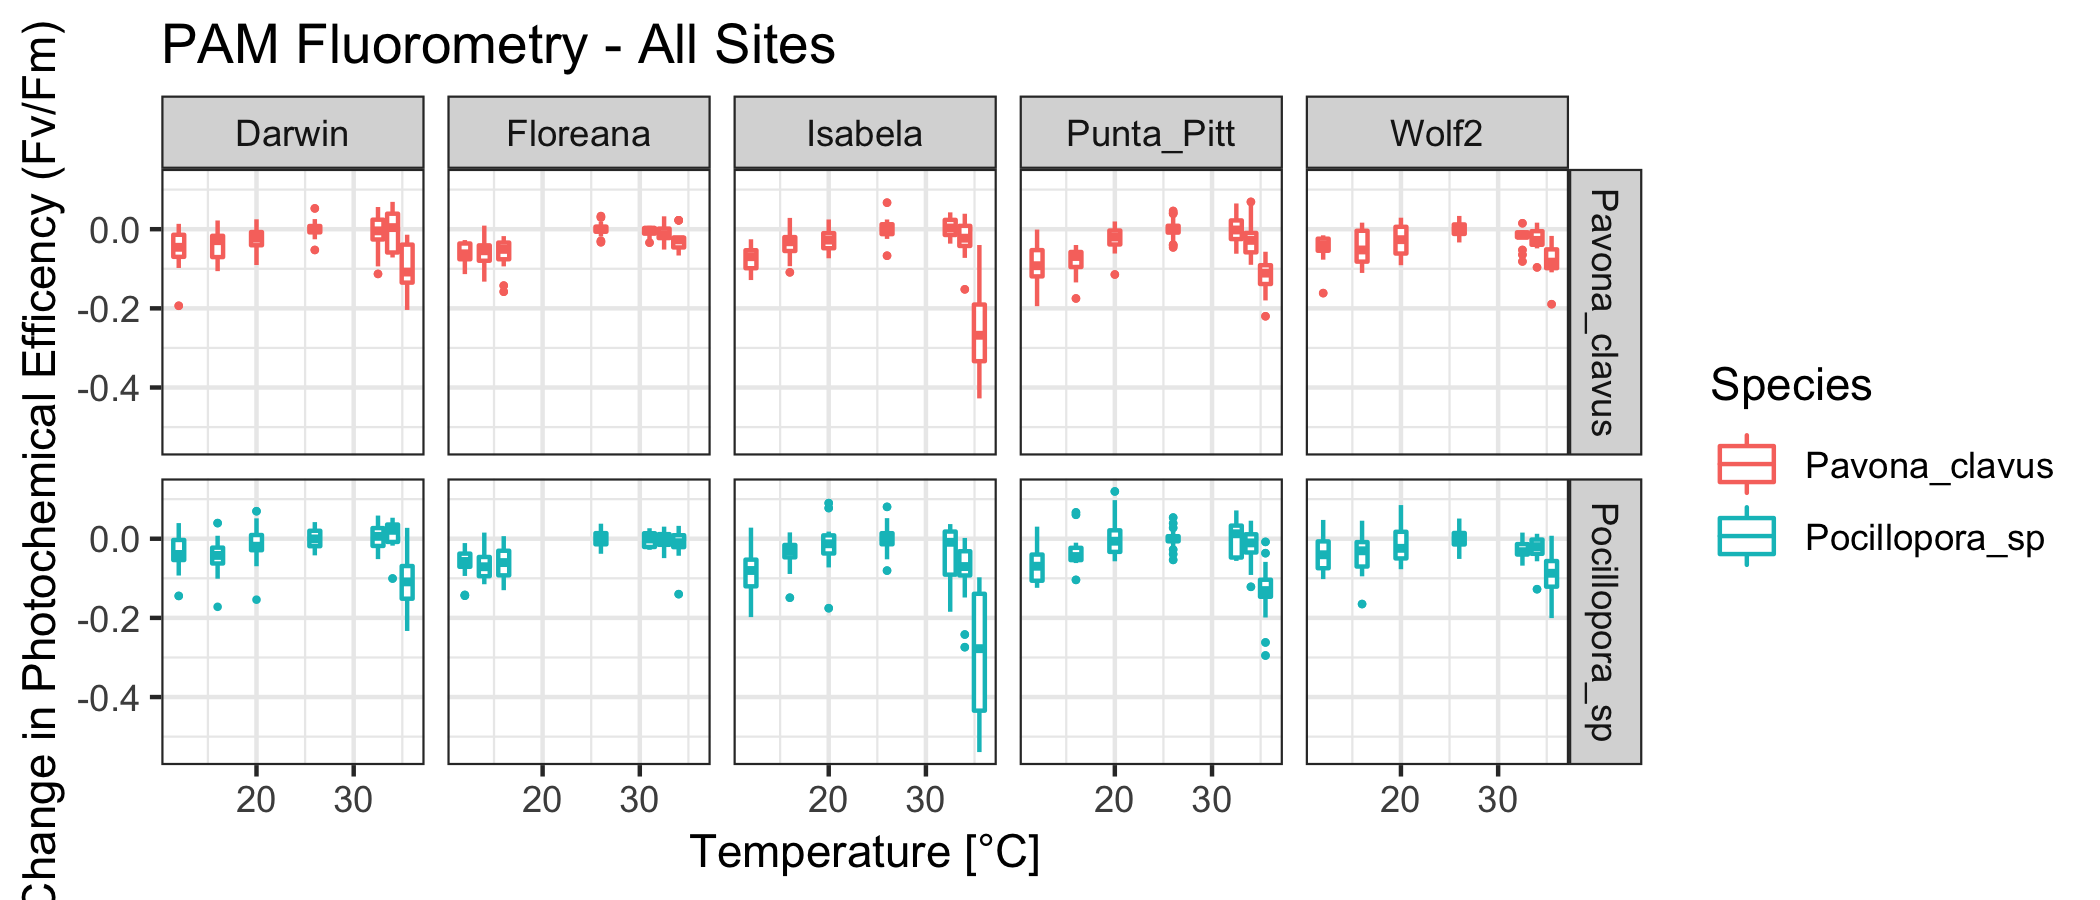 PAM Fluorometry - All Sites
Change in Photochemical Efficency (Fv/Fm)
Darwin
Floreana
Isabela
Punta_Pitt
Wolf2
0.0
-0.2
-0.4
Pavona_clavus
0.0
-0.2
-0.4
Pocillopora_sp
20
30
20
30
20
30
20
30
20
30
Temperature [°C]
Species
Pavona_clavus
Pocillopora_sp